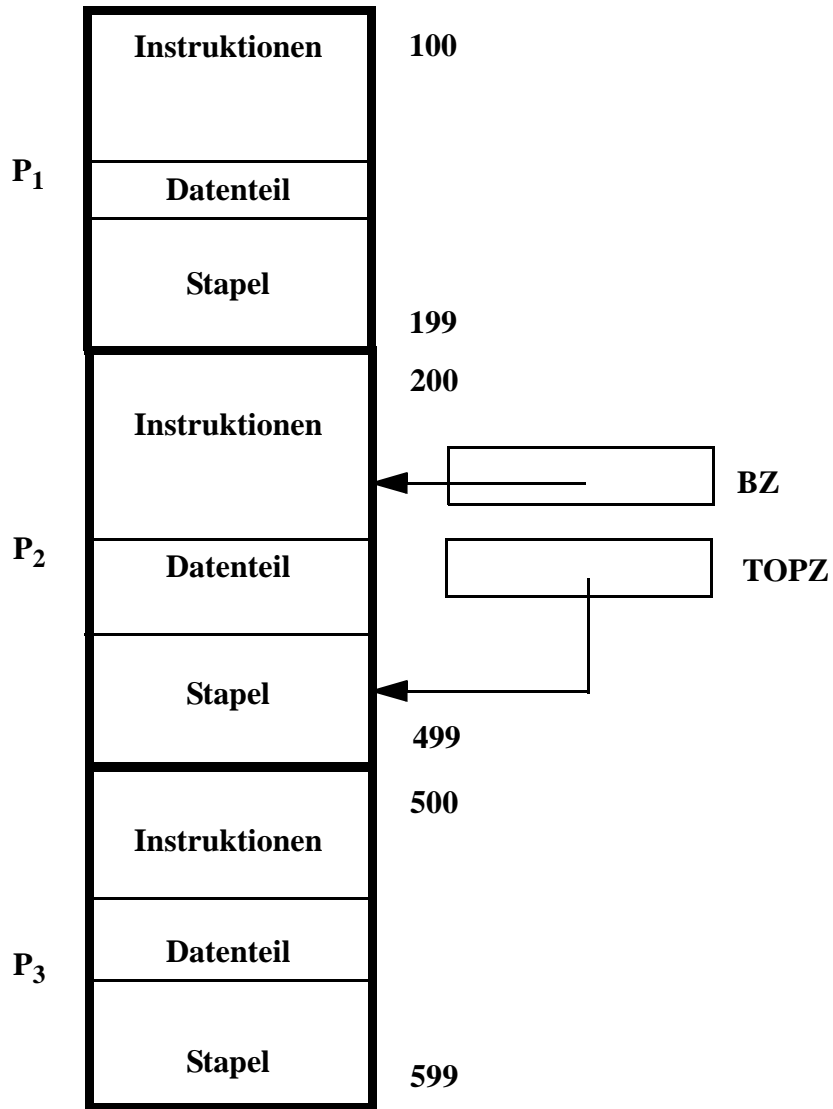 Instruktionen 100
P1
Datenteil
Stapel
199
200
Instruktionen
BZ
P2
Datenteil
TOPZ
Stapel
499
500
Instruktionen
Datenteil
P3
Stapel
599